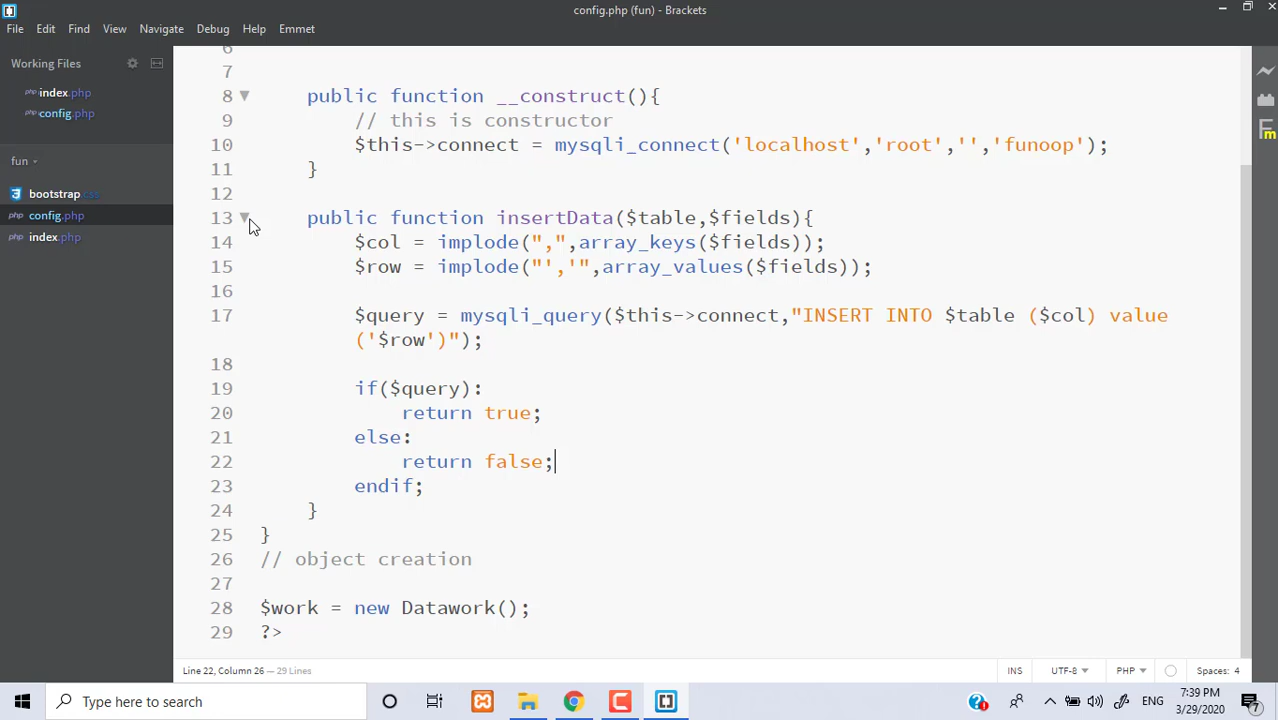 config.php (fun) - Brackets
File Edit Find View Navigate Debug Help Emmet
Working Files
index.php
config.php
fun
bootstrap.css
php config.php
php index.php
6
7
8 public function __construct(){
9 // this is constructor
10 $this->connect = mysqli_connect('localhost','root','','funoop');
11 }
12
13 public function insertData($table,$fields){
14 $col = implode(",",array_keys($fields));
15 $row = implode("','",array_values($fields));
16
17 $query = mysqli_query($this->connect,"INSERT INTO $table ($col) value
('$row')");
18
19 if($query):
20 return true;
21 else:
22 return false;
23 endif;
24 }
25 }
26 // object creation
27
28 $work = new Datawork();
29 ?>
Line 22, Column 26 — 29 Lines
INS UTF-8 PHP Spaces: 4
Type here to search
ENG
7:39 PM
3/29/2020
7